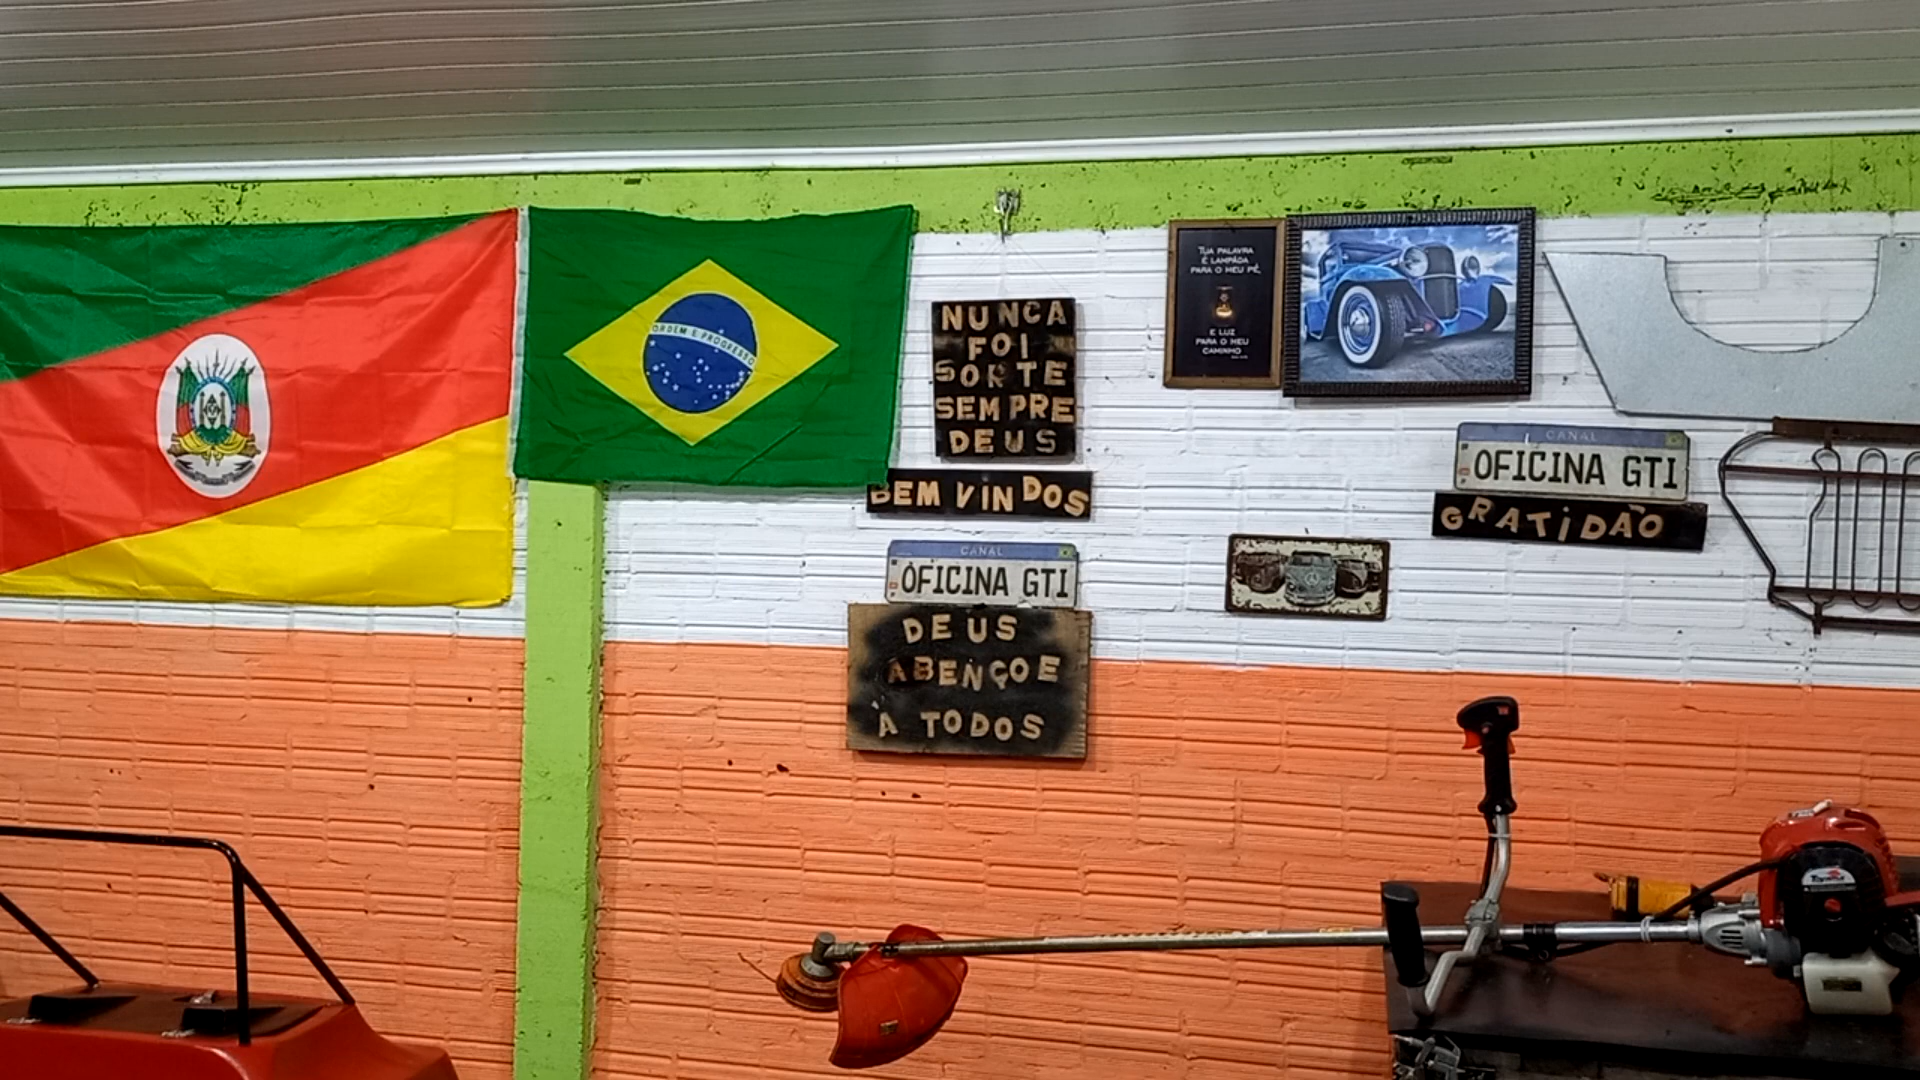 ORDEM E PROGRESSO
NUNCA
FOI
SORTE
SEMPRE
DEUS
BEM VINDOS
CANAL
OFICINA GTI
DEUS
ABENÇOE
A TODOS
TUA PALAVRA
É LAMPÂDA
PARA O MEU PÉ,
E LUZ
PARA O MEU
CAMINHO
CANAL
OFICINA GTI
GRATIDÃO